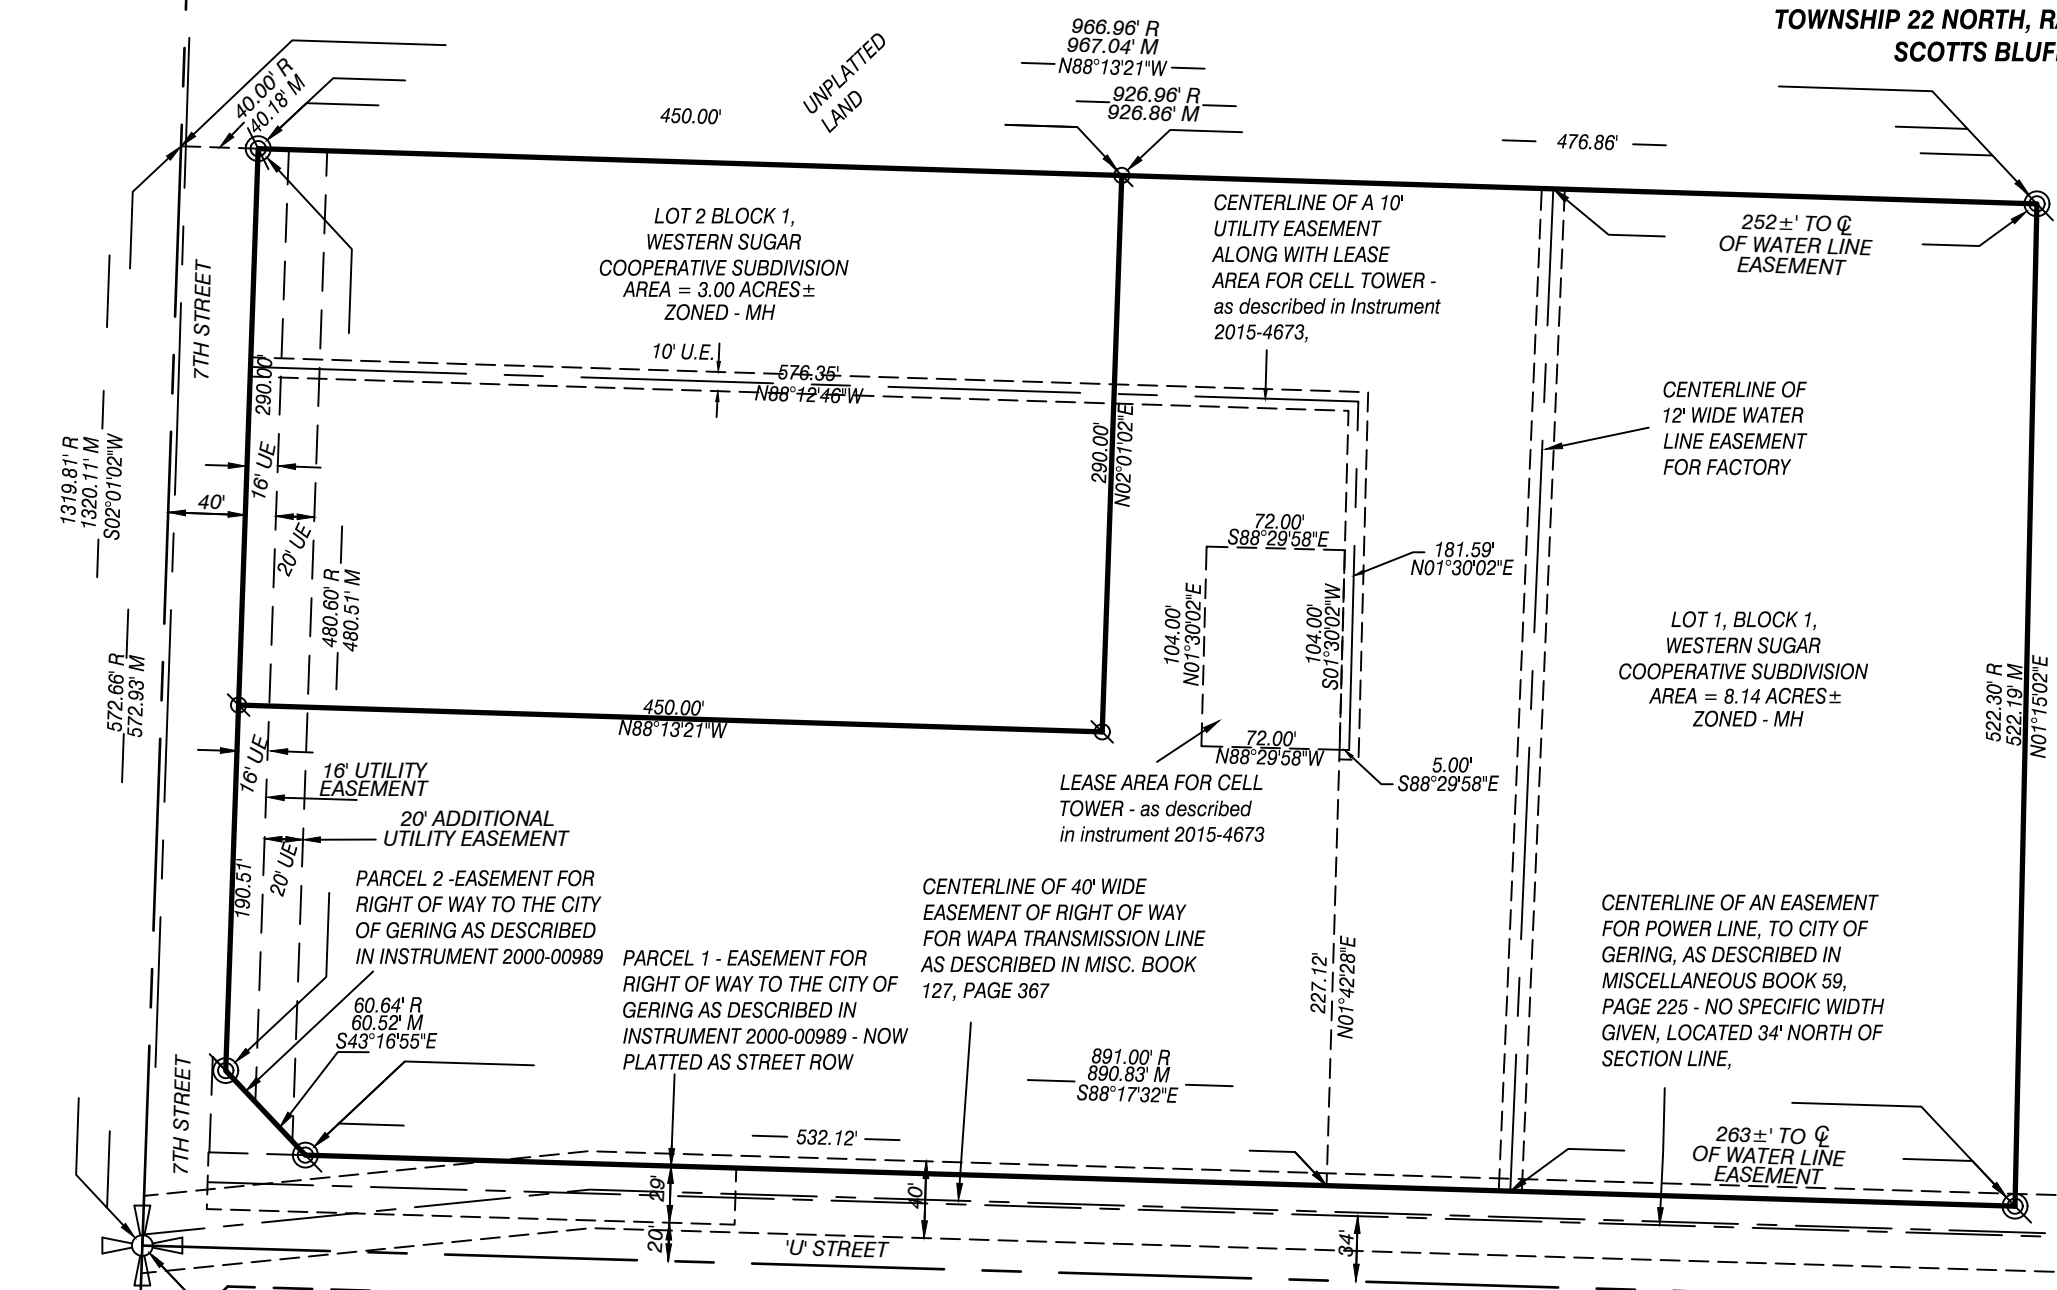 TOWNSHIP 22 NORTH, RA
SCOTTS BLUFF
966.96' R
967.04' M
N88°13'21"W
926.96' R
926.86' M
40.00' R
40.18' M
450.00'
UNPLATTED
LAND
476.86'
LOT 2 BLOCK 1,
WESTERN SUGAR
COOPERATIVE SUBDIVISION
AREA = 3.00 ACRES±
ZONED - MH
CENTERLINE OF A 10'
UTILITY EASEMENT
ALONG WITH LEASE
AREA FOR CELL TOWER -
as described in Instrument
2015-4673,
252±' TO ℄
OF WATER LINE
EASEMENT
7TH STREET
290.00'
10' U.E.
576.35'
N88°12'46"W
CENTERLINE OF
12' WIDE WATER
LINE EASEMENT
FOR FACTORY
1319.81' R
1320.11' M
S02°01'02"W
16' UE
40'
20' UE
290.00'
N02°01'02"E
72.00'
S88°29'58"E
181.59'
N01°30'02"E
480.60' R
480.51' M
104.00'
N01°30'02"E
104.00'
S01°30'02"W
LOT 1, BLOCK 1,
WESTERN SUGAR
COOPERATIVE SUBDIVISION
AREA = 8.14 ACRES±
ZONED - MH
572.66' R
572.93' M
522.30' R
522.19' M
N01°15'02"E
450.00'
N88°13'21"W
72.00'
N88°29'58"W
5.00'
S88°29'58"E
16' UE
16' UTILITY
EASEMENT
LEASE AREA FOR CELL
TOWER - as described
in instrument 2015-4673
20' ADDITIONAL
UTILITY EASEMENT
20' UE
190.51'
PARCEL 2 -EASEMENT FOR
RIGHT OF WAY TO THE CITY
OF GERING AS DESCRIBED
IN INSTRUMENT 2000-00989
CENTERLINE OF 40' WIDE
EASEMENT OF RIGHT OF WAY
FOR WAPA TRANSMISSION LINE
AS DESCRIBED IN MISC. BOOK
127, PAGE 367
CENTERLINE OF AN EASEMENT
FOR POWER LINE, TO CITY OF
GERING, AS DESCRIBED IN
MISCELLANEOUS BOOK 59,
PAGE 225 - NO SPECIFIC WIDTH
GIVEN, LOCATED 34' NORTH OF
SECTION LINE,
PARCEL 1 - EASEMENT FOR
RIGHT OF WAY TO THE CITY OF
GERING AS DESCRIBED IN
INSTRUMENT 2000-00989 - NOW
PLATTED AS STREET ROW
227.12'
N01°42'28"E
60.64' R
60.52' M
S43°16'55"E
891.00' R
890.83' M
S88°17'32"E
7TH STREET
532.12'
263±' TO ℄
OF WATER LINE
EASEMENT
29'
40'
20'
'U' STREET
34'